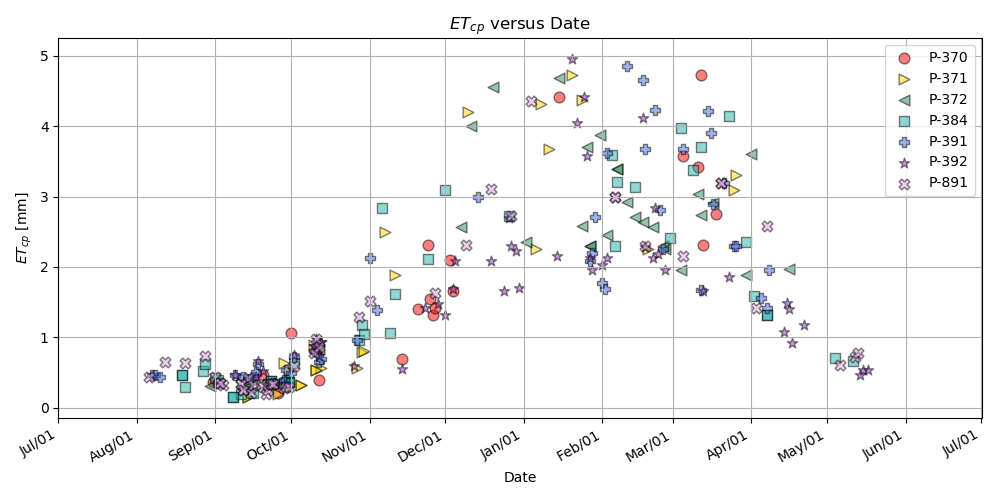 ET_cp versus Date
5
4
3
2
1
0
ET_cp [mm]
P-370
P-371
P-372
P-384
P-391
P-392
P-891
Jul/01
Aug/01
Sep/01
Oct/01
Nov/01
Dec/01
Jan/01
Feb/01
Mar/01
Apr/01
May/01
Jun/01
Jul/01
Date